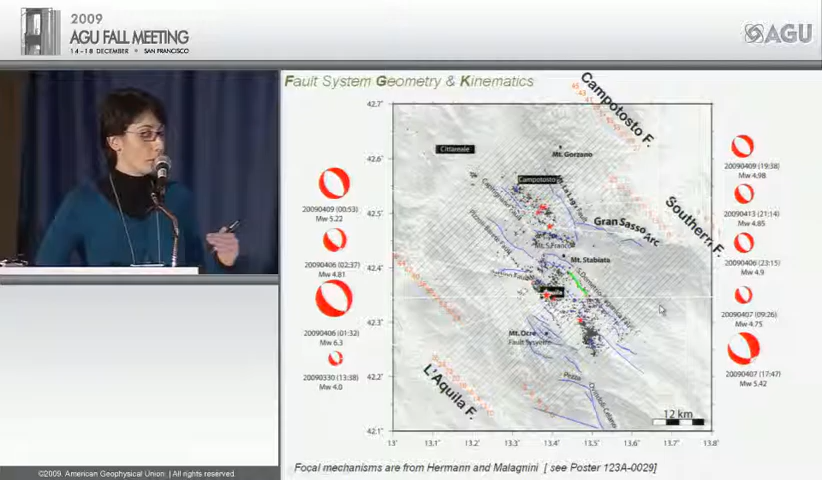 2009
AGU FALL MEETING
14 - 18 DECEMBER • SAN FRANCISCO
AGU
Fault System Geometry & Kinematics
Campotosto F.
42.7°
Cittareale
Mt. Gorzano
42.6°
Campotosto
42.5°
Gran Sasso Arc
Southern F.
Mt. S.Franco
Mt. Stabiata
42.4°
42.3°
Mt. Ocre
Fault System
42.2°
L'Aquila F.
12 km
42.1°
13° 13.1° 13.2° 13.3° 13.4° 13.5° 13.6° 13.7° 13.8°
20090409 (00:53)
Mw 5.22
20090406 (02:37)
Mw 4.81
20090406 (01:32)
Mw 6.3
20090330 (13:38)
Mw 4.0
20090409 (19:38)
Mw 4.98
20090413 (21:14)
Mw 4.85
20090406 (23:15)
Mw 4.9
20090407 (09:26)
Mw 4.75
20090407 (17:47)
Mw 5.42
Focal mechanisms are from Hermann and Malagnini [ see Poster 123A-0029]
©2009. American Geophysical Union. | All rights reserved.